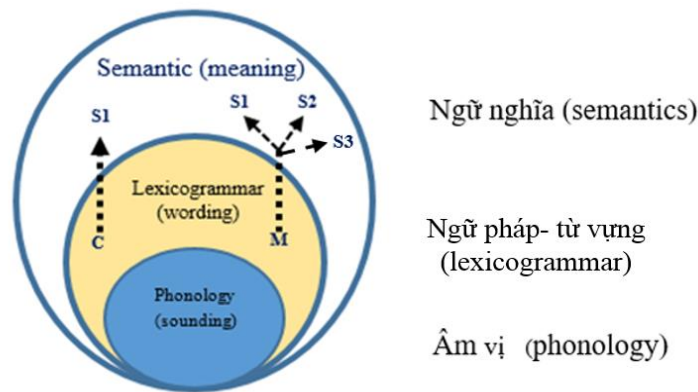 Semantic (meaning)
S1
S1
S2
S3
Lexicogrammar
(wording)
C
M
Phonology
(sounding)
Ngữ nghĩa (semantics)
Ngữ pháp- từ vựng
(lexicogrammar)
Âm vị (phonology)